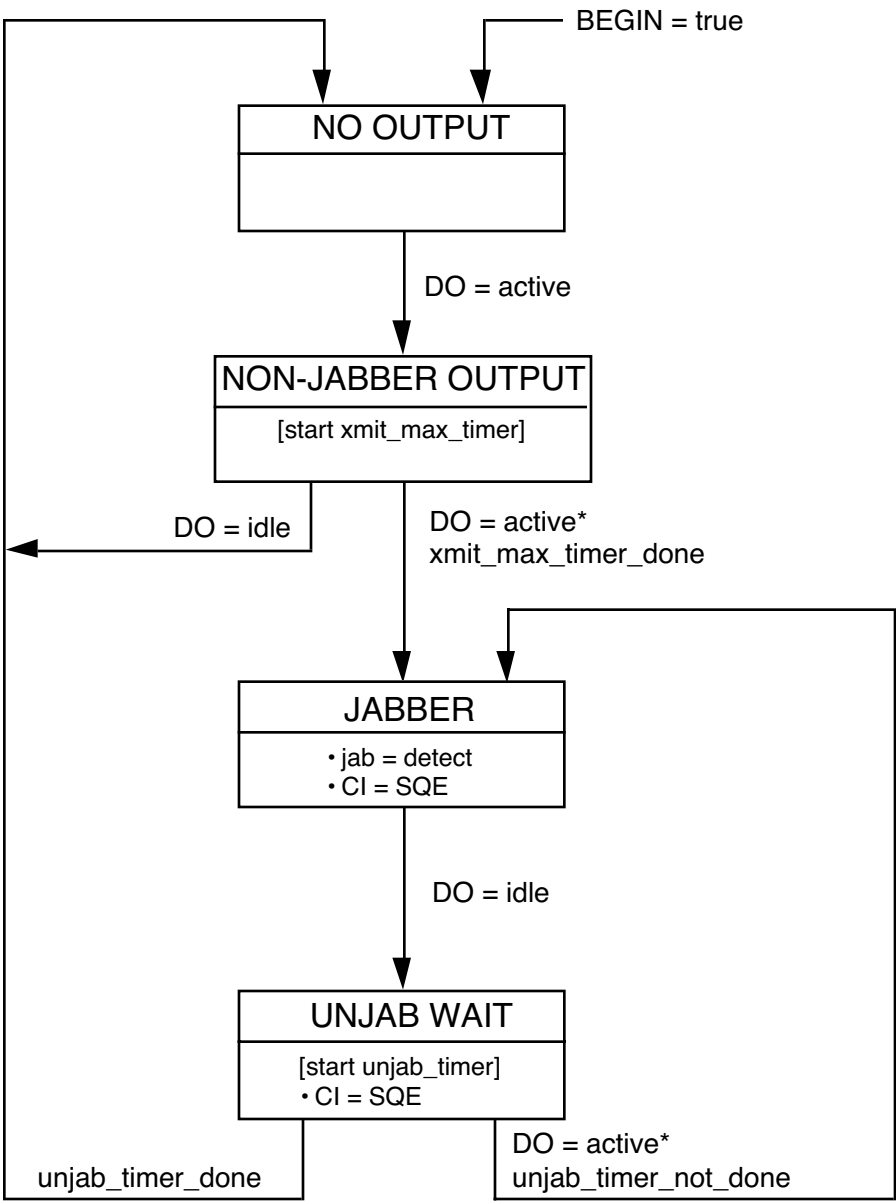 BEGIN = true
NO OUTPUT
DO = active
NON-JABBER OUTPUT
[start xmit_max_timer]
DO = idle
DO = active*
xmit_max_timer_done
JABBER
• jab = detect
• CI = SQE
DO = idle
UNJAB WAIT
[start unjab_timer]
• CI = SQE
unjab_timer_done
DO = active*
unjab_timer_not_done